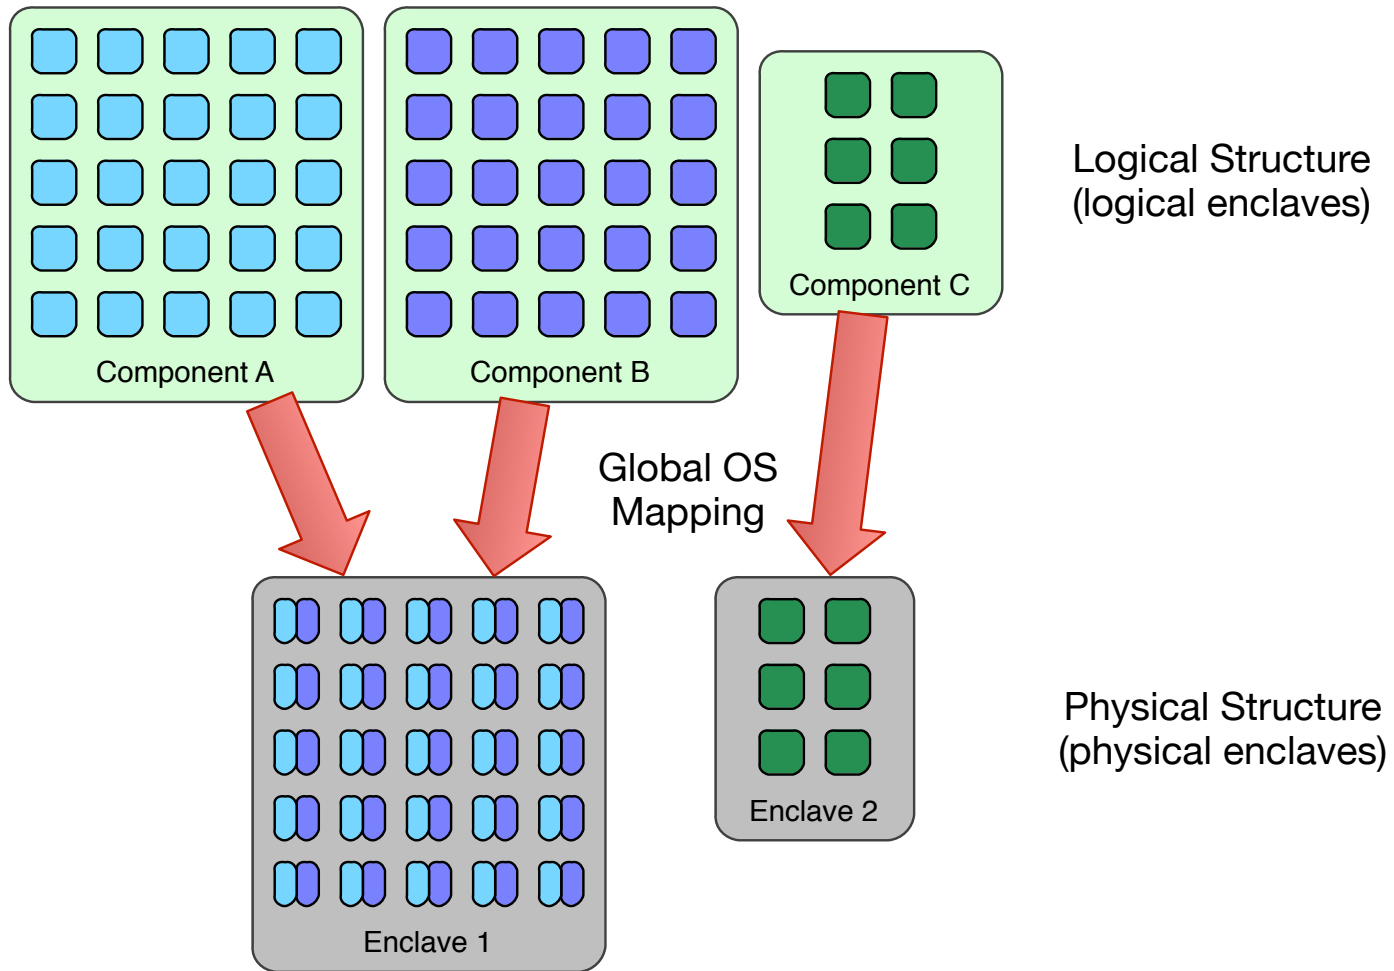 Component A
Component B
Component C
Logical Structure
(logical enclaves)
Global OS
Mapping
Enclave 1
Enclave 2
Physical Structure
(physical enclaves)